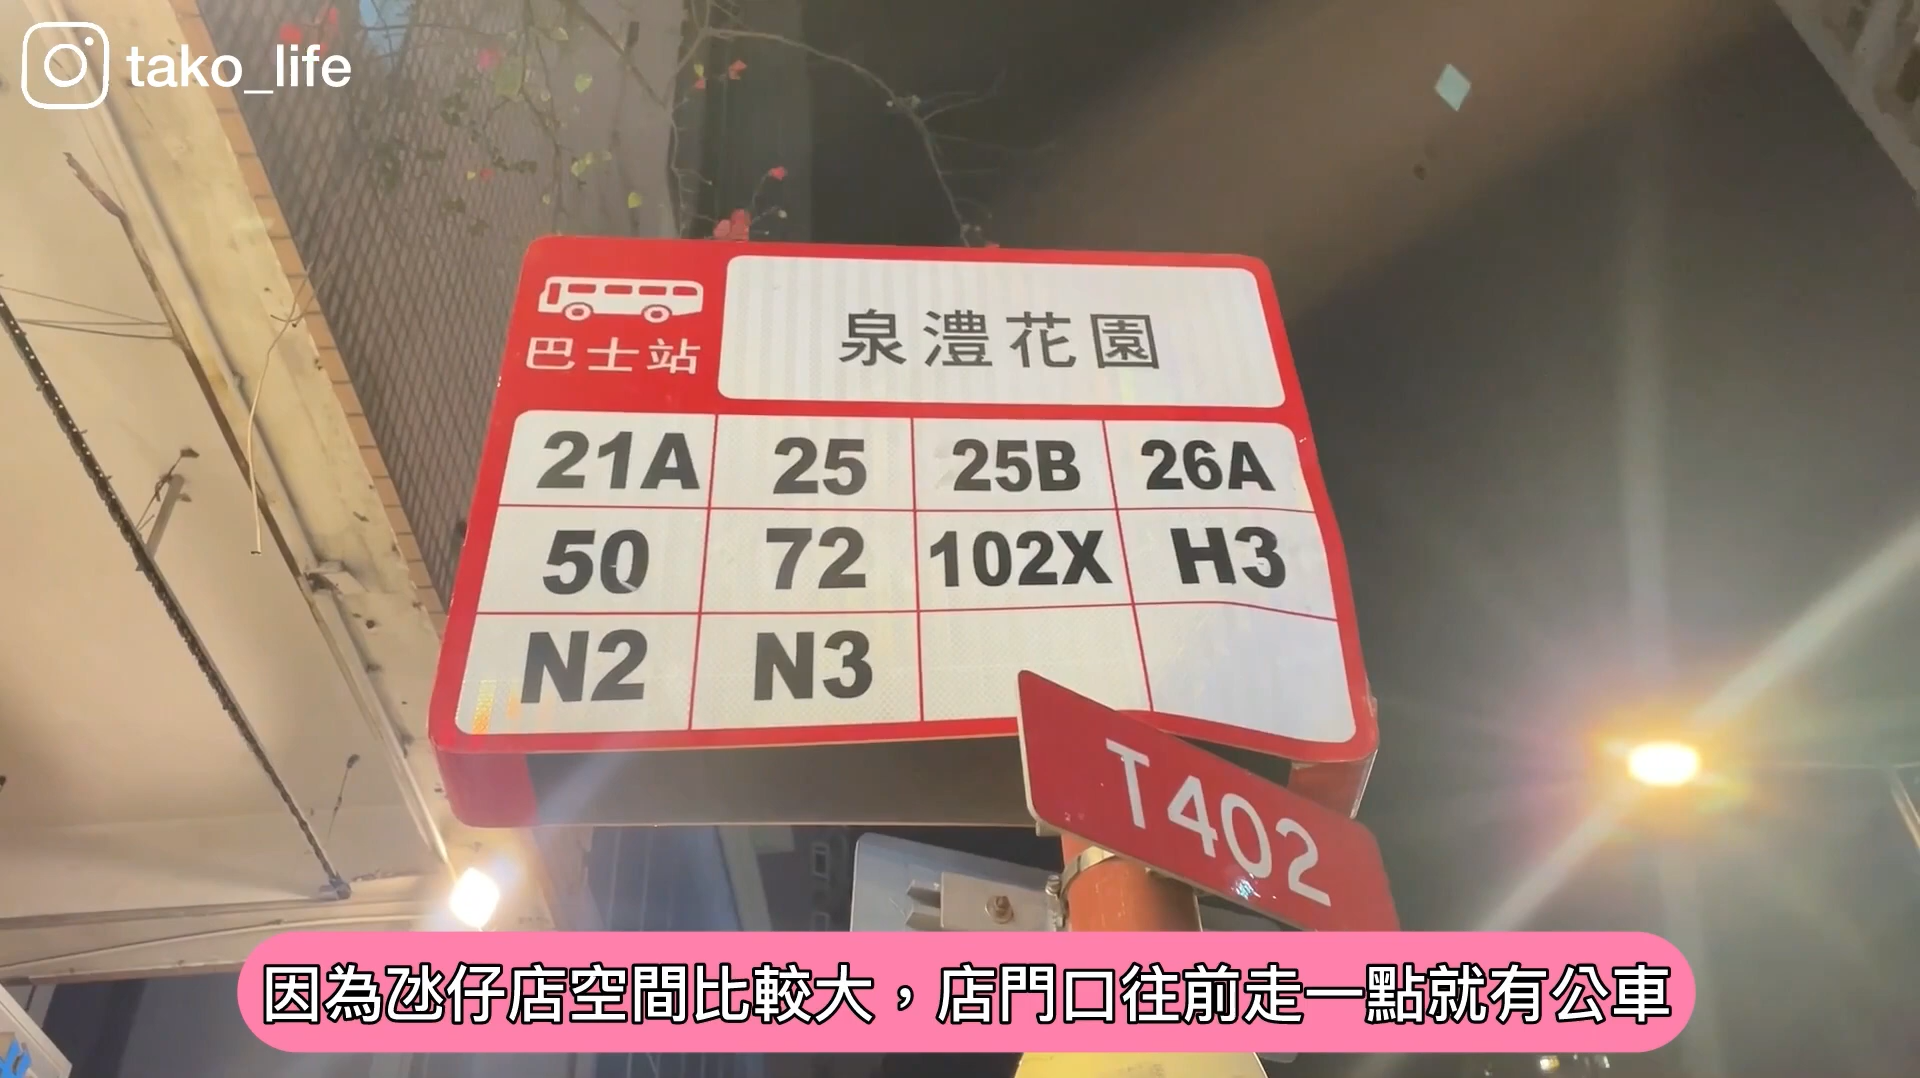 tako_life
泉澧花園
巴士站
21A 25 25B 26A
50 72 102X H3
N2 N3
T402
因為氹仔店空間比較大，店門口往前走一點就有公車